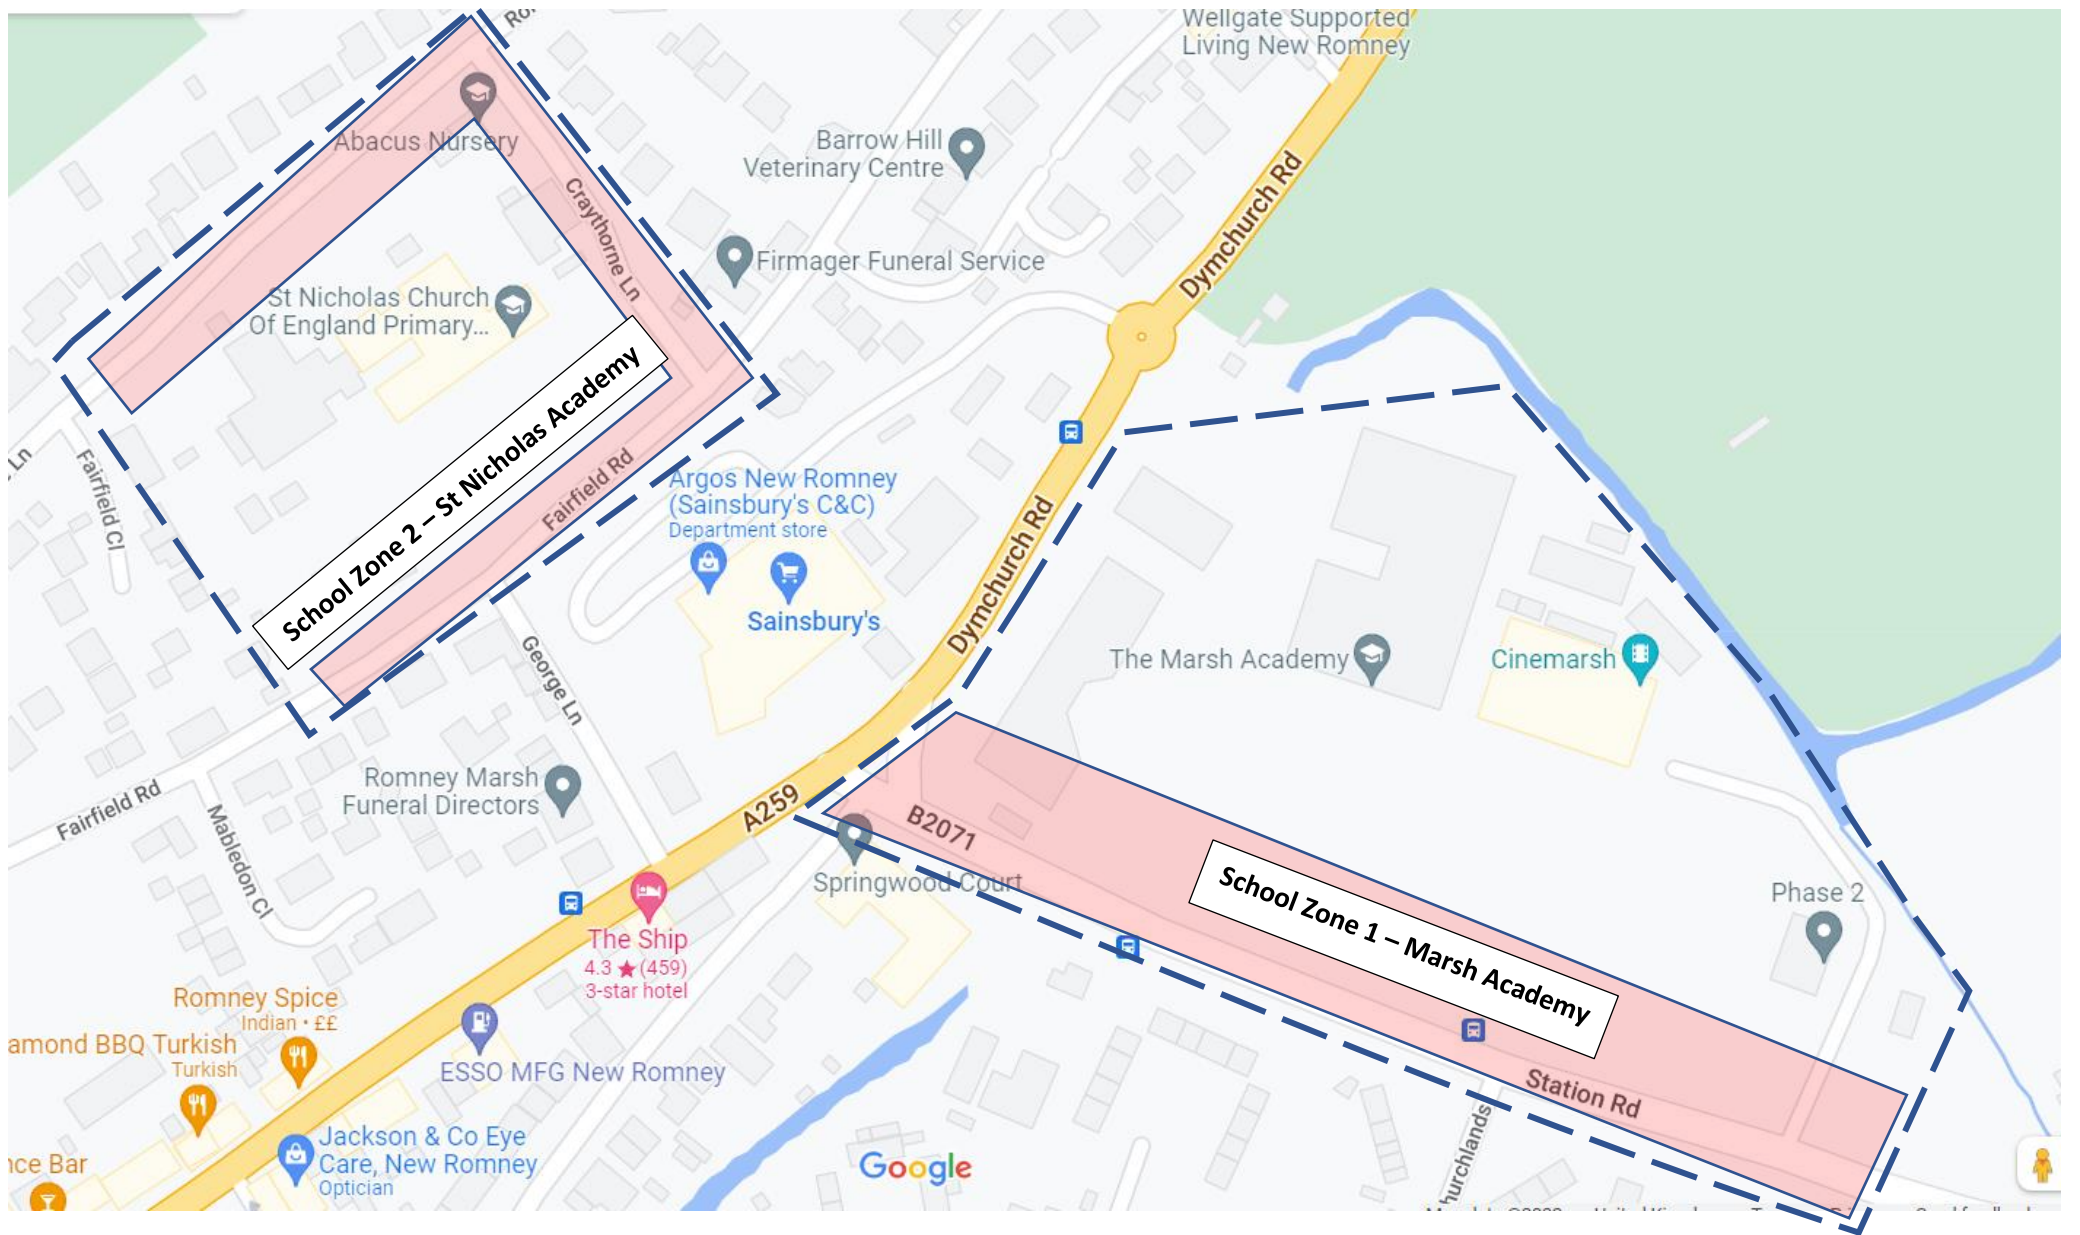 Wellgate Supported
Living New Romney
Abacus Nursery
Barrow Hill
Veterinary Centre
Craythorne Ln
Dymchurch Rd
Firmager Funeral Service
St Nicholas Church
Of England Primary...
School Zone 2 – St Nicholas Academy
Ln
Fairfield Cl
Fairfield Rd
Argos New Romney
(Sainsbury's C&C)
Department store
Sainsbury's
Dymchurch Rd
The Marsh Academy
Cinemarsh
George Ln
Romney Marsh
Funeral Directors
Fairfield Rd
Mabledon Cl
A259
B2071
Springwood Court
School Zone 1 – Marsh Academy
Phase 2
The Ship
4.3 ★ (459)
3-star hotel
Romney Spice
Indian • ££
amond BBQ Turkish
Turkish
ESSO MFG New Romney
Station Rd
hurchlands
Jackson & Co Eye
Care, New Romney
Optician
nce Bar
Google